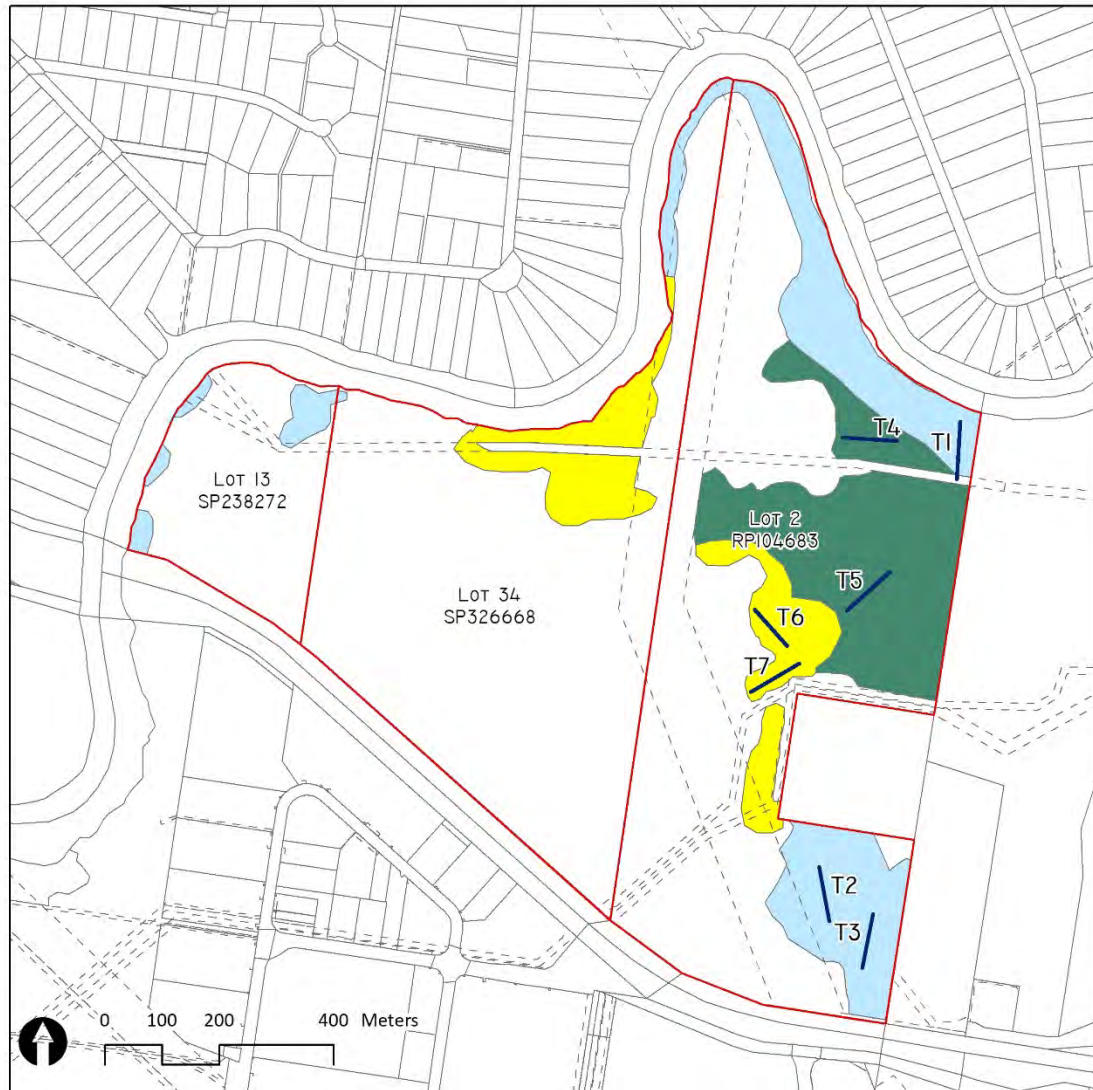 T4
T1
Lot 13
SP238272
Lot 2
RP104683
T5
Lot 34
SP326668
T6
T7
T2
T3
0 100 200 400 Meters